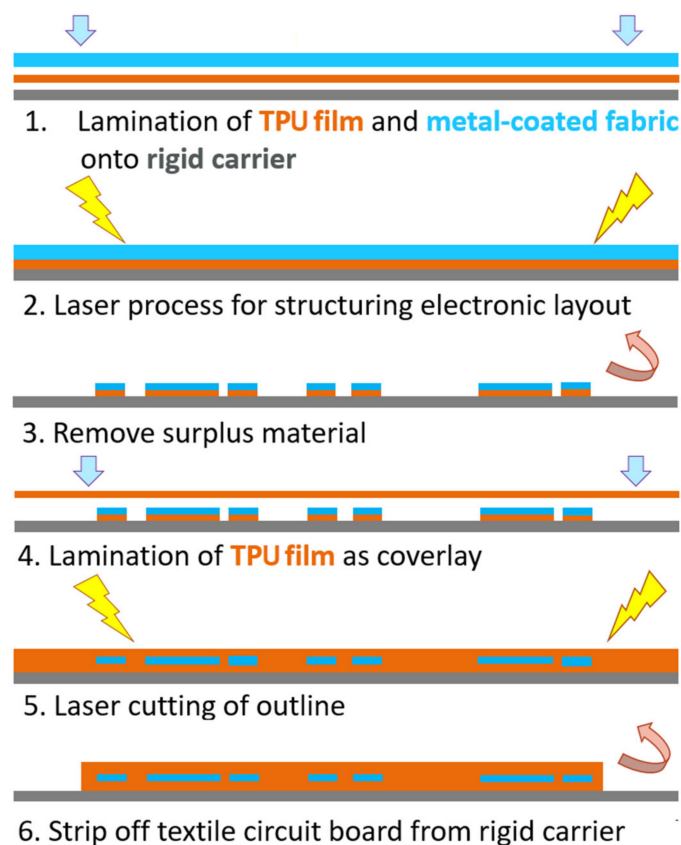 1. Lamination of TPU film and metal-coated fabric
onto rigid carrier
2. Laser process for structuring electronic layout
3. Remove surplus material
4. Lamination of TPU film as coverlay
5. Laser cutting of outline
6. Strip off textile circuit board from rigid carrier